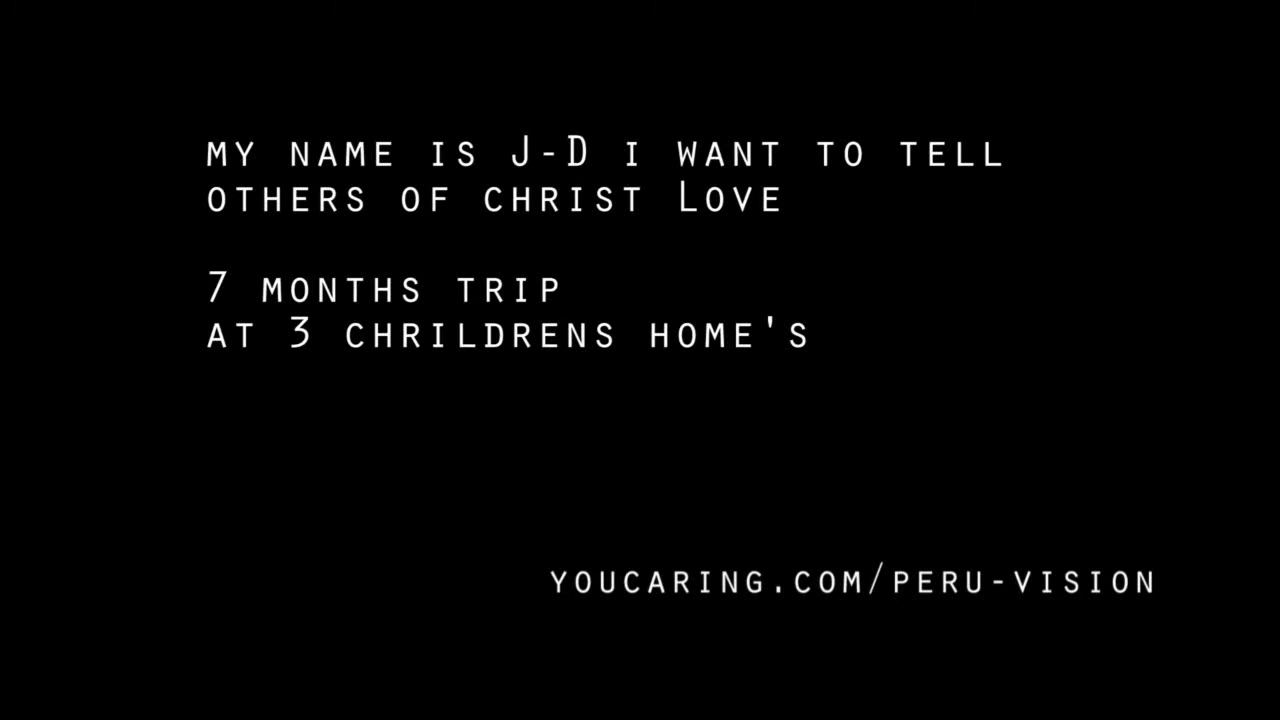 MY NAME IS J-D I WANT TO TELL
OTHERS OF CHRIST LOVE
7 MONTHS TRIP
AT 3 CHRILDRENS HOME'S
YOUCARING.COM/PERU-VISION